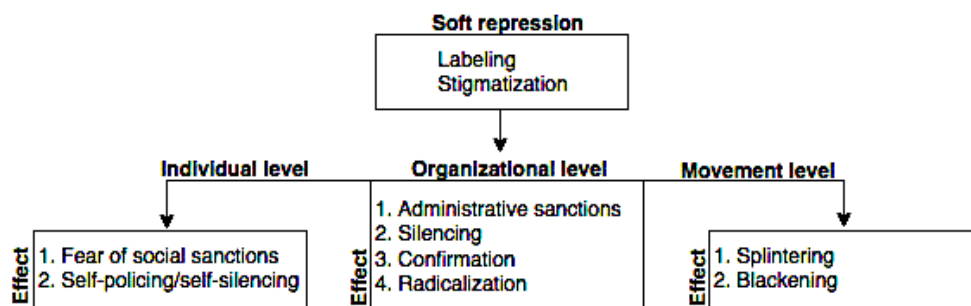 Soft repression
Labeling
Stigmatization
Individual level
Organizational level
Movement level
Effect
1. Fear of social sanctions
2. Self-policing/self-silencing
Effect
1. Administrative sanctions
2. Silencing
3. Confirmation
4. Radicalization
Effect
1. Splintering
2. Blackening